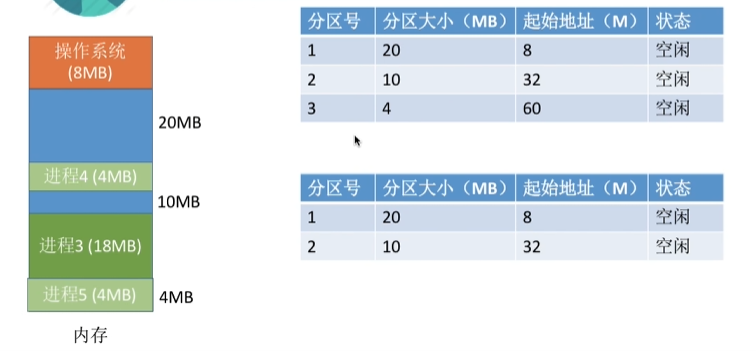 操作系统
(8MB)
20MB
进程4 (4MB)
10MB
进程3 (18MB)
进程5 (4MB)
4MB
内存
分区号 分区大小（MB） 起始地址（M） 状态
1 20 8 空闲
2 10 32 空闲
3 4 60 空闲
分区号 分区大小（MB） 起始地址（M） 状态
1 20 8 空闲
2 10 32 空闲